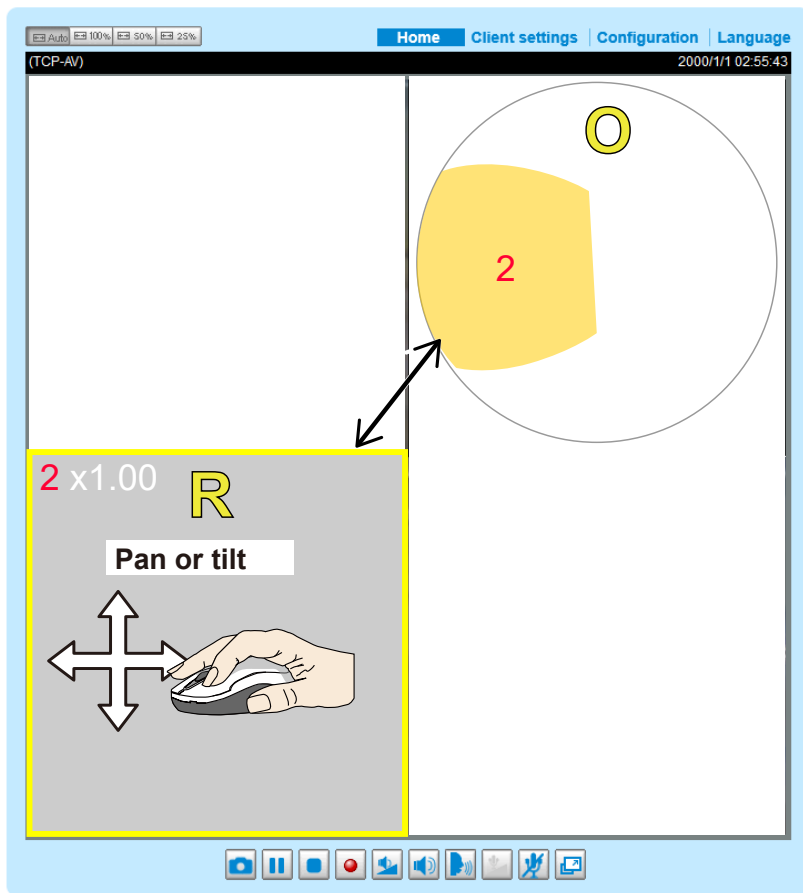 Auto 100% 50% 25%
Home Client settings Configuration Language
(TCP-AV) 2000/1/1 02:55:43
O
2
2 x1.00 R
Pan or tilt